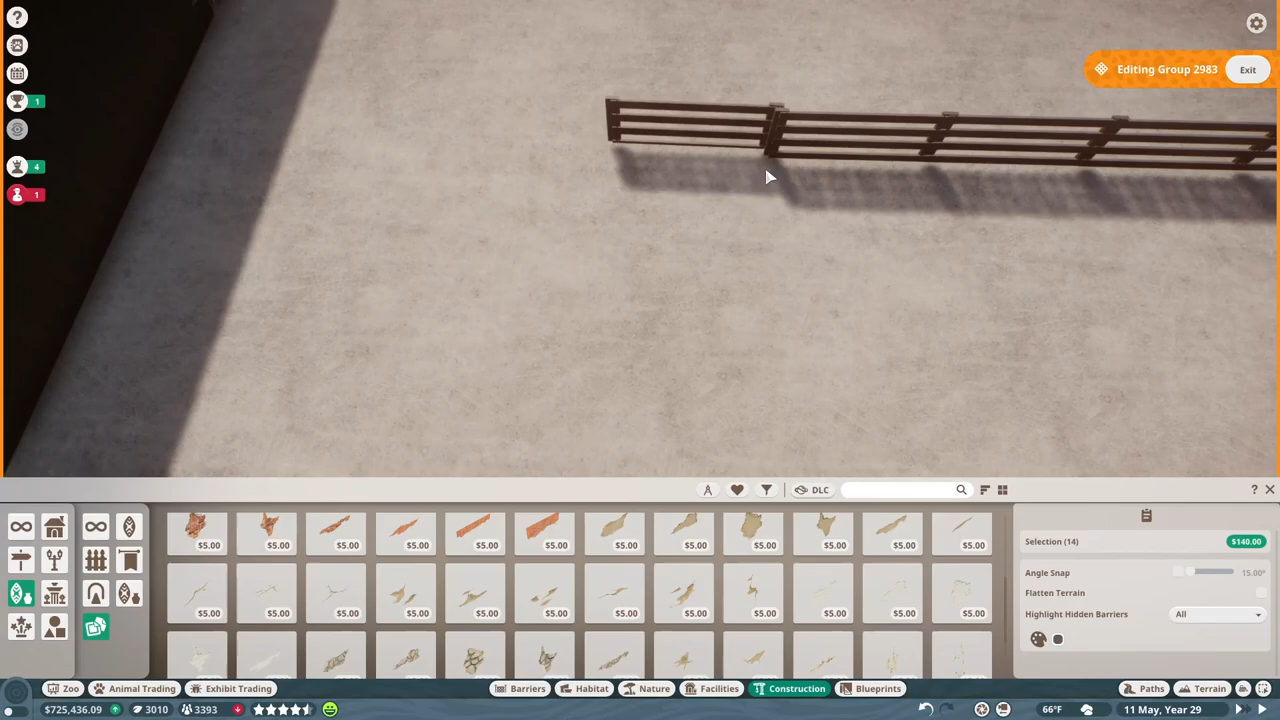 Editing Group 2983
Exit
1
4
1
DLC
$5.00 $5.00 $5.00 $5.00 $5.00 $5.00 $5.00 $5.00 $5.00 $5.00 $5.00 $5.00
$5.00 $5.00 $5.00 $5.00 $5.00 $5.00 $5.00 $5.00 $5.00 $5.00 $5.00 $5.00
Selection (14) $140.00
Angle Snap 15.00°
Flatten Terrain
Highlight Hidden Barriers All
Zoo Animal Trading Exhibit Trading Barriers Habitat Nature Facilities Construction Blueprints Paths Terrain
$725,436.09 3010 3393 66°F 11 May, Year 29